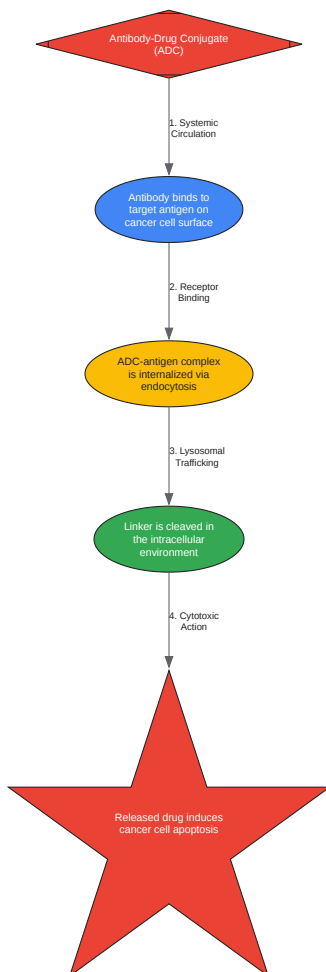 Antibody-Drug Conjugate
(ADC)
1. Systemic
Circulation
Antibody binds to
target antigen on
cancer cell surface
2. Receptor
Binding
ADC-antigen complex
is internalized via
endocytosis
3. Lysosomal
Trafficking
Linker is cleaved in
the intracellular
environment
4. Cytotoxic
Action
Released drug induces
cancer cell apoptosis